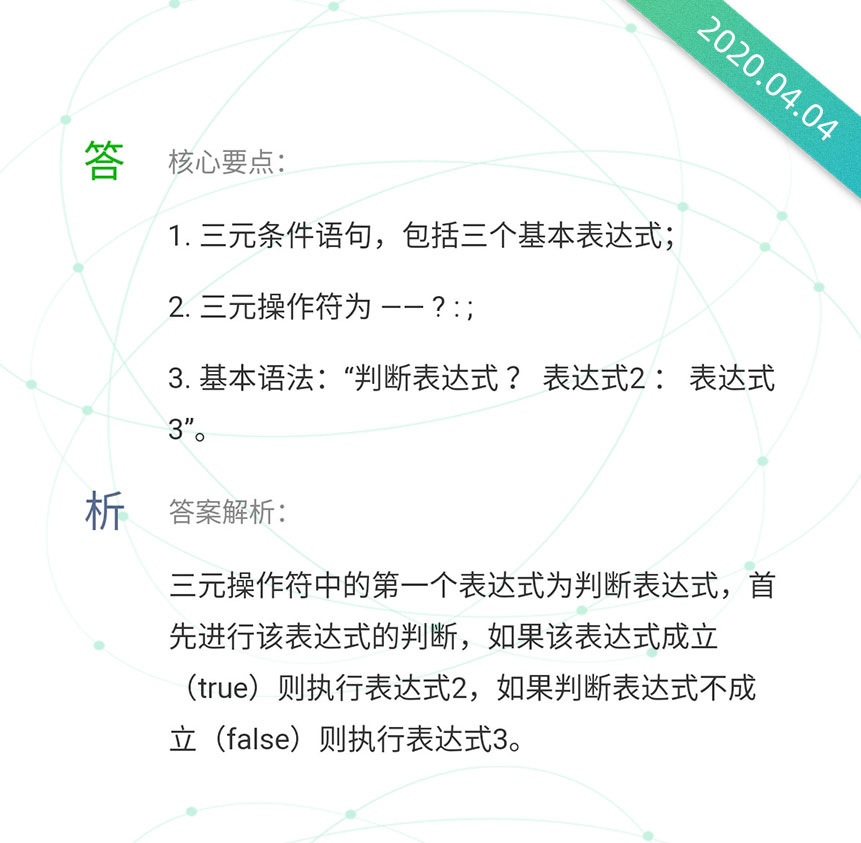 2020.04.04
答 核心要点：
1. 三元条件语句，包括三个基本表达式；
2. 三元操作符为 —— ? : ;
3. 基本语法：“判断表达式 ？ 表达式2 ： 表达式
3”。
析 答案解析：
三元操作符中的第一个表达式为判断表达式，首
先进行该表达式的判断，如果该表达式成立
（true）则执行表达式2，如果判断表达式不成
立（false）则执行表达式3。